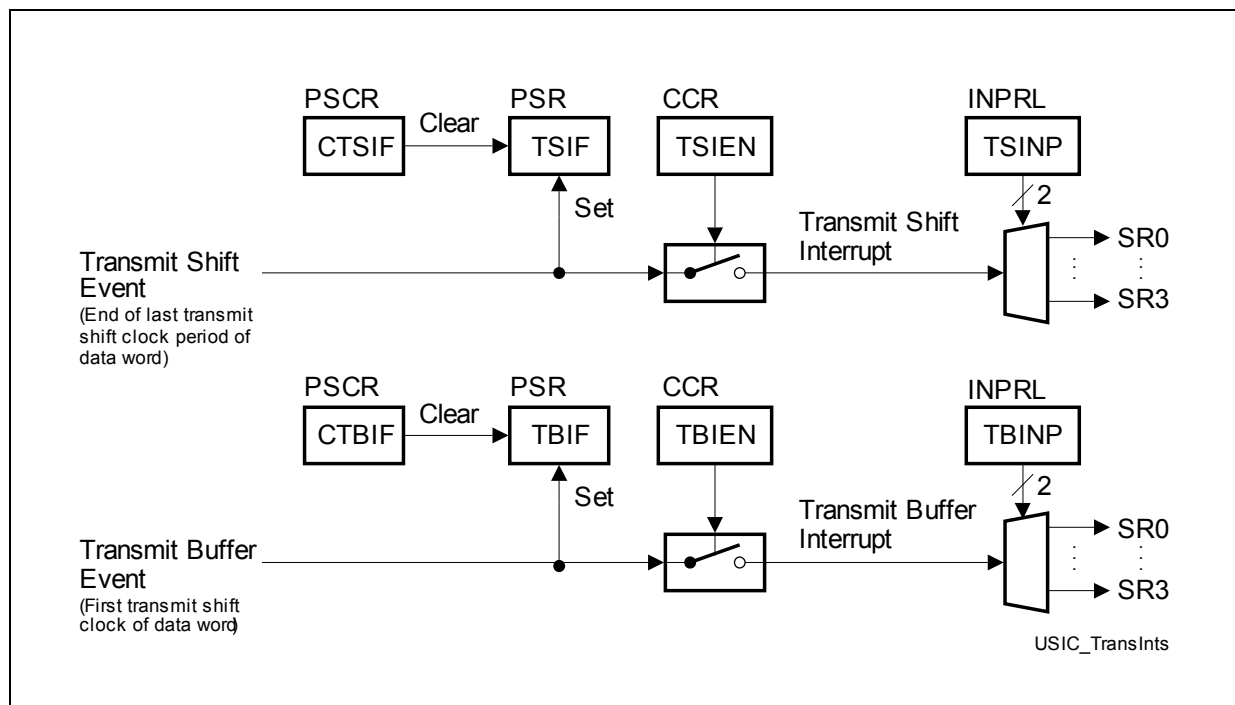 PSCR
PSR
CCR
INPRL
CTSIF
Clear
TSIF
TSIEN
TSINP
Set
2
Transmit Shift
Interrupt
SR0
SR3
Transmit Shift
Event
(End of last transmit
shift clock period of
data word)
PSCR
PSR
CCR
INPRL
CTBIF
Clear
TBIF
TBIEN
TBINP
Set
2
Transmit Buffer
Interrupt
SR0
SR3
Transmit Buffer
Event
(First transmit shift
clock of data word)
USIC_TransInts